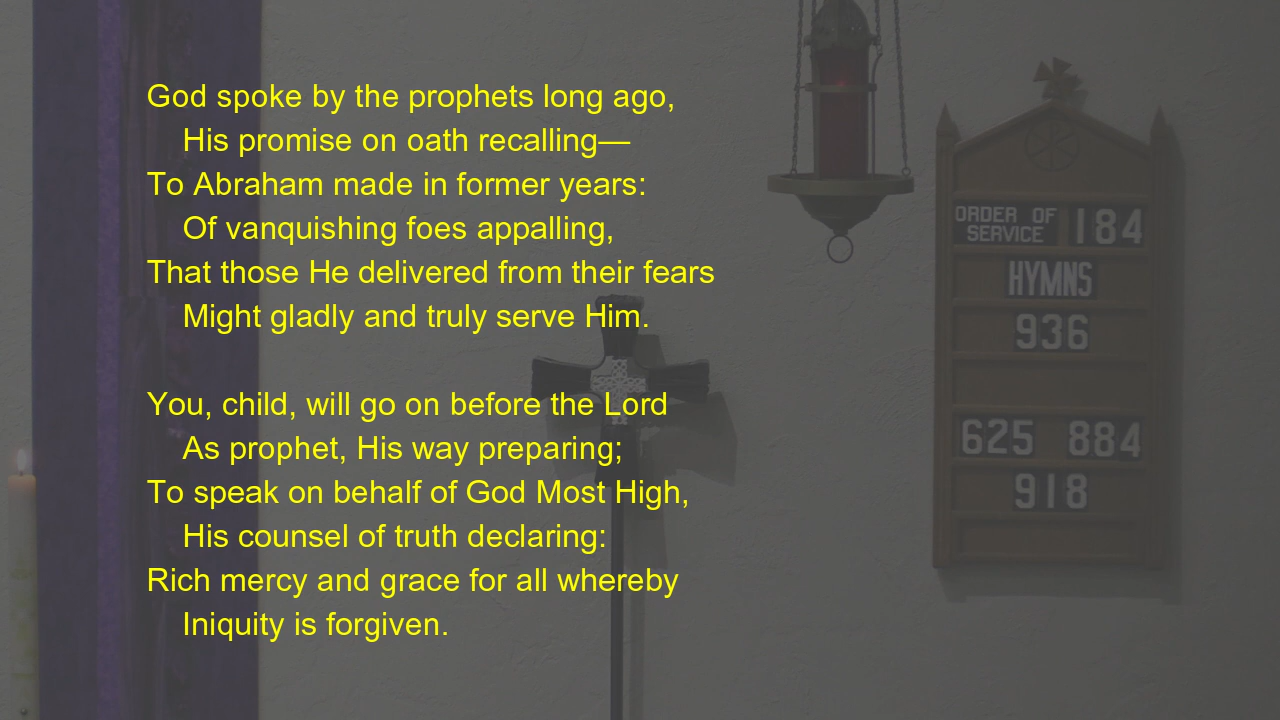 God spoke by the prophets long ago,
His promise on oath recalling—
To Abraham made in former years:
Of vanquishing foes appalling,
That those He delivered from their fears
Might gladly and truly serve Him.

You, child, will go on before the Lord
As prophet, His way preparing;
To speak on behalf of God Most High,
His counsel of truth declaring:
Rich mercy and grace for all whereby
Iniquity is forgiven.

ORDER OF SERVICE 184
HYMNS
936
625 884
918